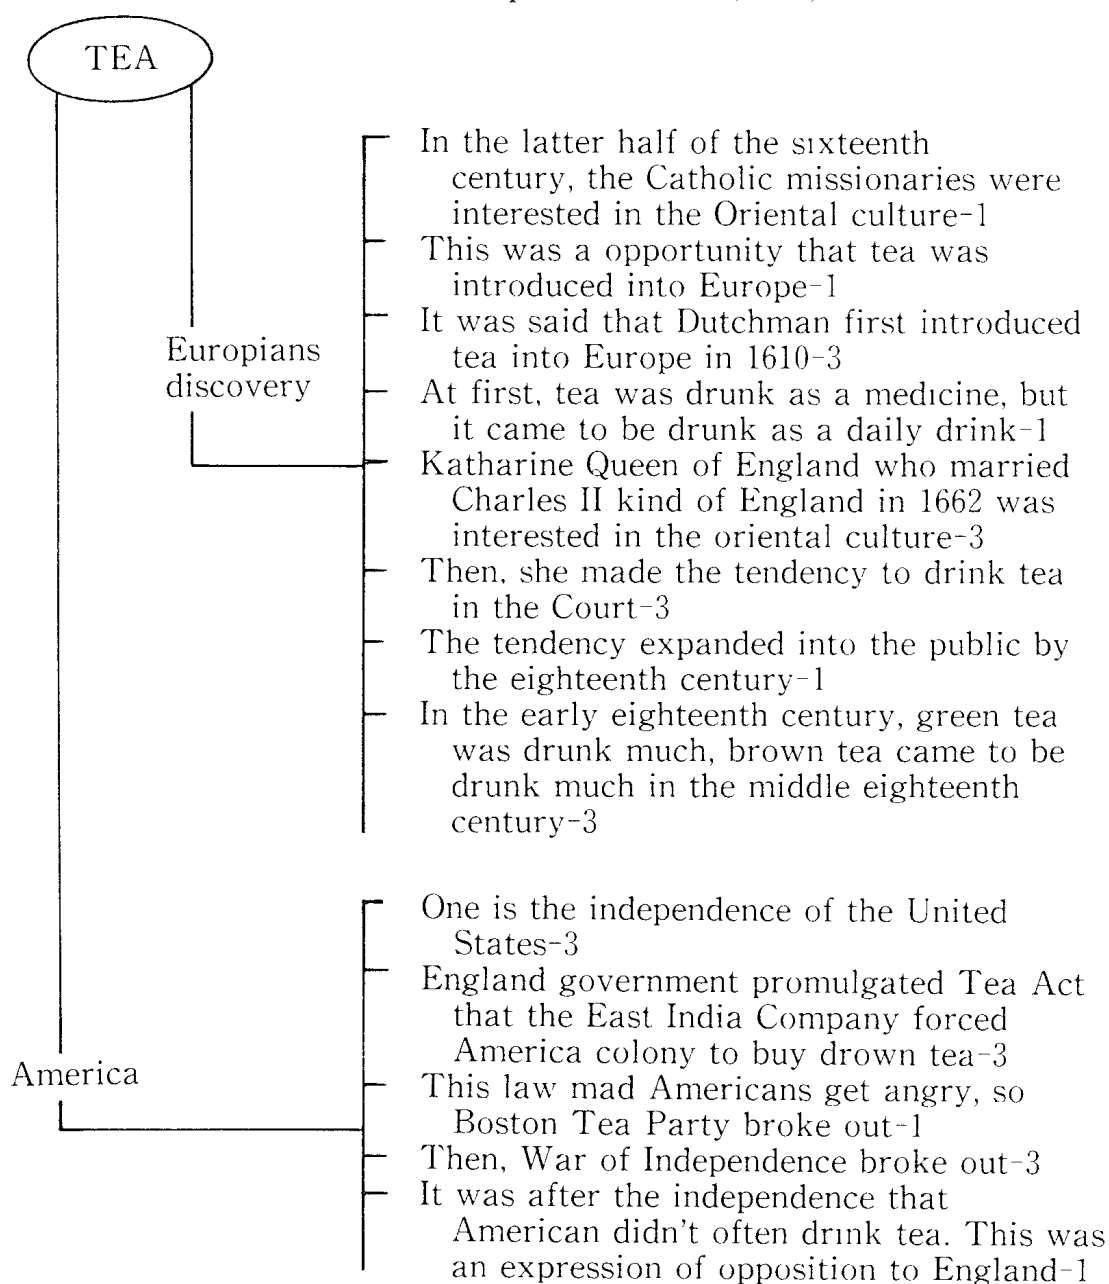 TEA
In the latter half of the sixteenth
century, the Catholic missionaries were
interested in the Oriental culture-1
This was a opportunity that tea was
introduced into Europe-1
It was said that Dutchman first introduced
tea into Europe in 1610-3
Europians
discovery
At first, tea was drunk as a medicine, but
it came to be drunk as a daily drink-1
Katharine Queen of England who married
Charles II kind of England in 1662 was
interested in the oriental culture-3
Then, she made the tendency to drink tea
in the Court-3
The tendency expanded into the public by
the eighteenth century-1
In the early eighteenth century, green tea
was drunk much, brown tea came to be
drunk much in the middle eighteenth
century-3
One is the independence of the United
States-3
England government promulgated Tea Act
that the East India Company forced
America colony to buy drown tea-3
America
This law mad Americans get angry, so
Boston Tea Party broke out-1
Then, War of Independence broke out-3
It was after the independence that
American didn't often drink tea. This was
an expression of opposition to England-1